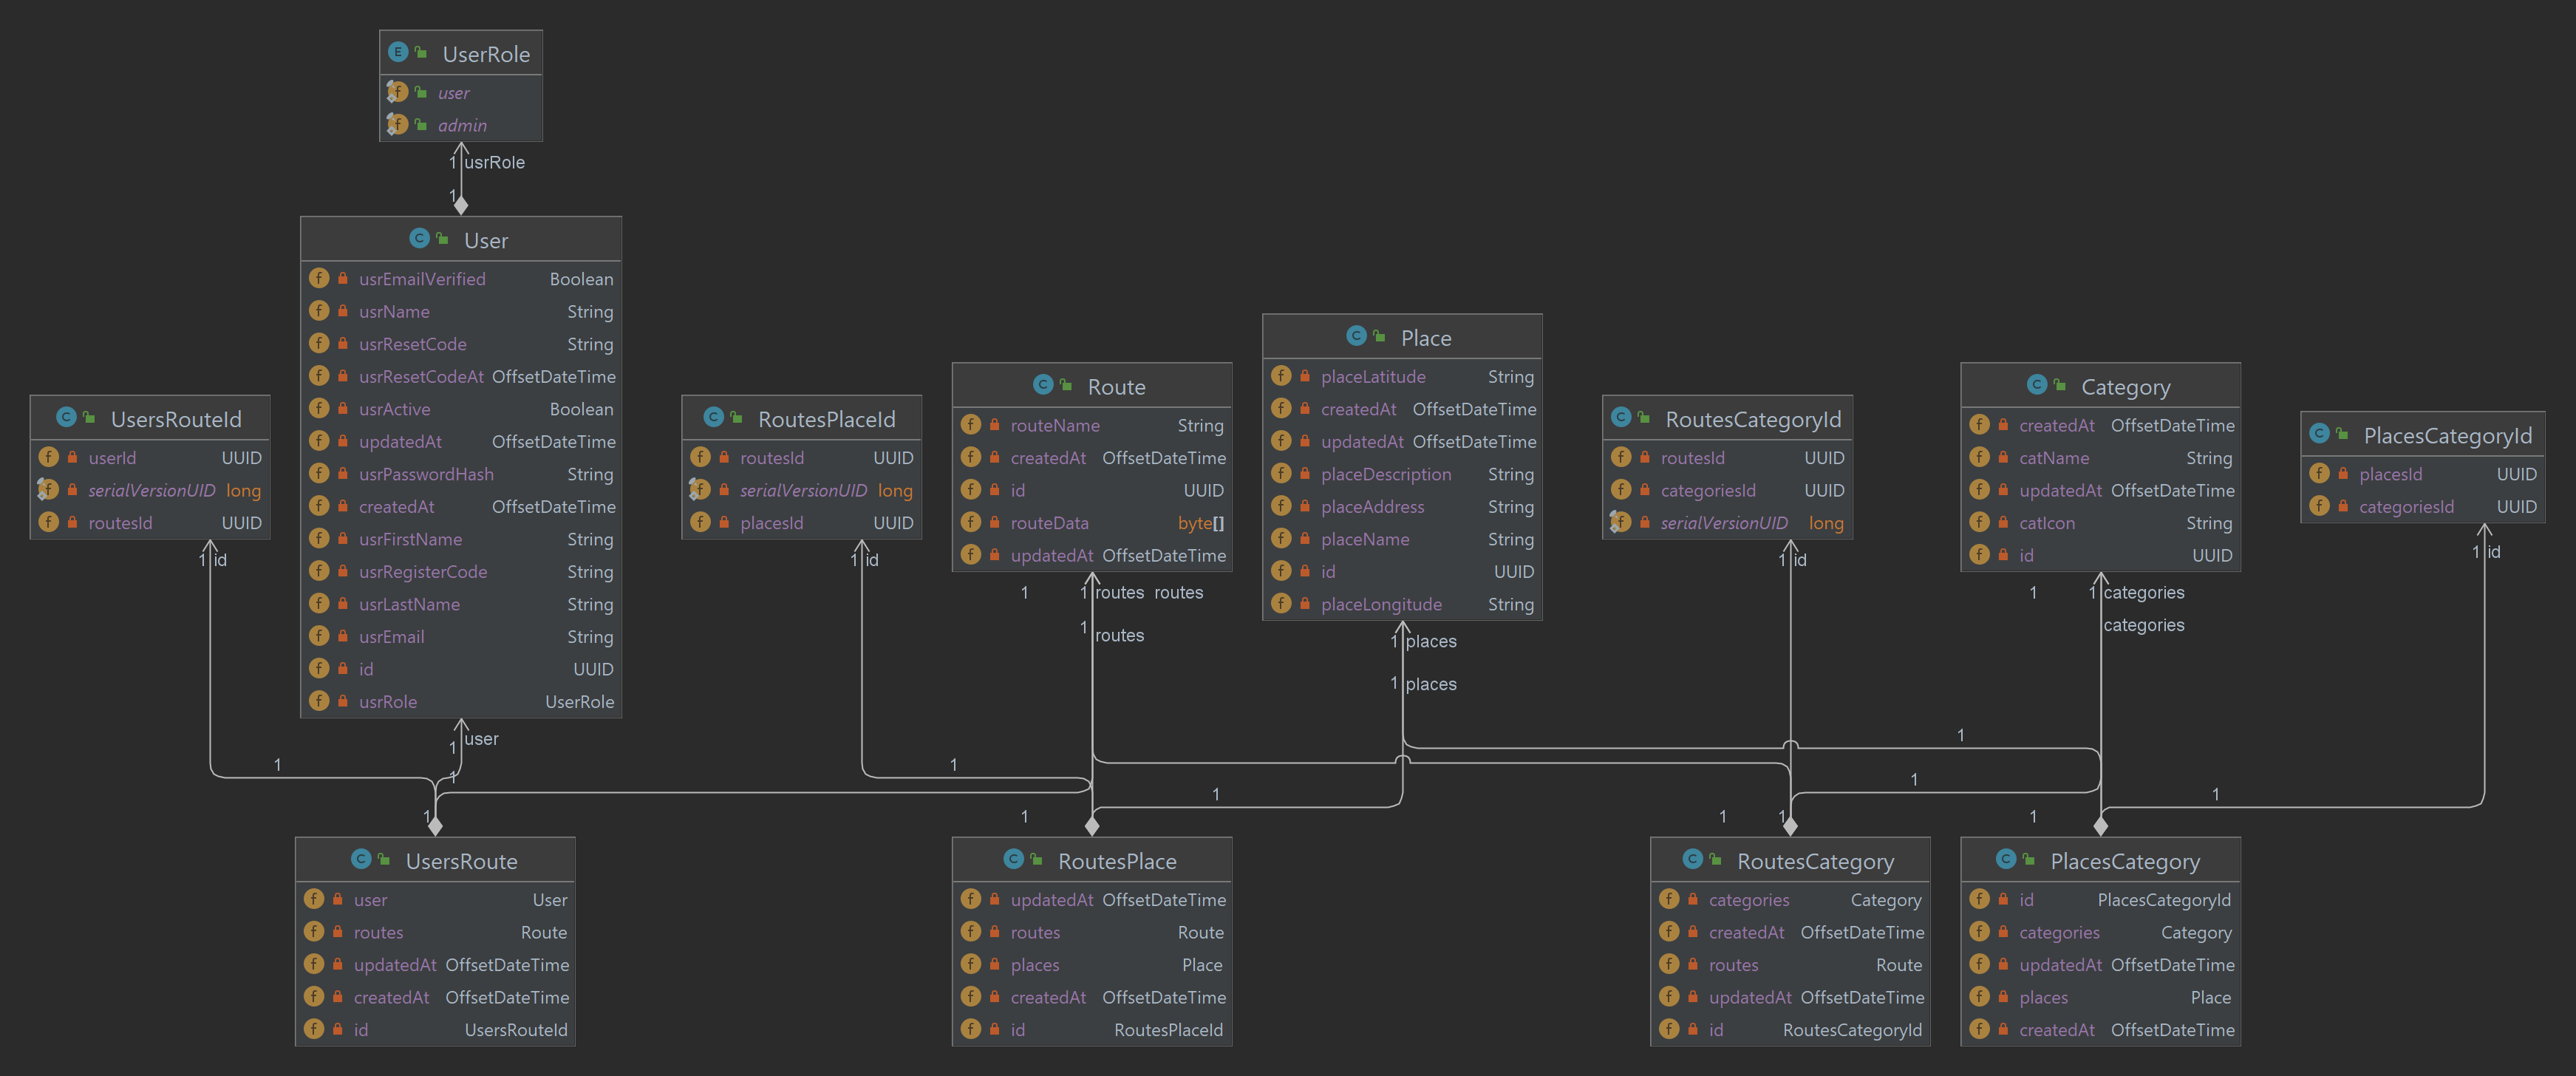 E UserRole
f user
f admin
1 usrRole
1
C User
f usrEmailVerified Boolean
f usrName String
f usrResetCode String
f usrResetCodeAt OffsetDateTime
f usrActive Boolean
f updatedAt OffsetDateTime
f usrPasswordHash String
f createdAt OffsetDateTime
f usrFirstName String
f usrRegisterCode String
f usrLastName String
f usrEmail String
f id UUID
f usrRole UserRole
C UsersRouteId
f userId UUID
f serialVersionUID long
f routesId UUID
1 id
C RoutesPlaceId
f routesId UUID
f serialVersionUID long
f placesId UUID
1 id
C Route
f routeName String
f createdAt OffsetDateTime
f id UUID
f routeData byte[]
f updatedAt OffsetDateTime
1 1 routes routes
1 routes
C Place
f placeLatitude String
f createdAt OffsetDateTime
f updatedAt OffsetDateTime
f placeDescription String
f placeAddress String
f placeName String
f id UUID
f placeLongitude String
1 places
1 places
C RoutesCategoryId
f routesId UUID
f categoriesId UUID
f serialVersionUID long
1 id
C Category
f createdAt OffsetDateTime
f catName String
f updatedAt OffsetDateTime
f catIcon String
f id UUID
1 1 categories
categories
C PlacesCategoryId
f placesId UUID
f categoriesId UUID
1 id
1 user
1 1 1 1
1 1
1 1
1 1 1 1 1
C UsersRoute
f user User
f routes Route
f updatedAt OffsetDateTime
f createdAt OffsetDateTime
f id UsersRouteId
C RoutesPlace
f updatedAt OffsetDateTime
f routes Route
f places Place
f createdAt OffsetDateTime
f id RoutesPlaceId
C RoutesCategory
f categories Category
f createdAt OffsetDateTime
f routes Route
f updatedAt OffsetDateTime
f id RoutesCategoryId
C PlacesCategory
f id PlacesCategoryId
f categories Category
f updatedAt OffsetDateTime
f places Place
f createdAt OffsetDateTime